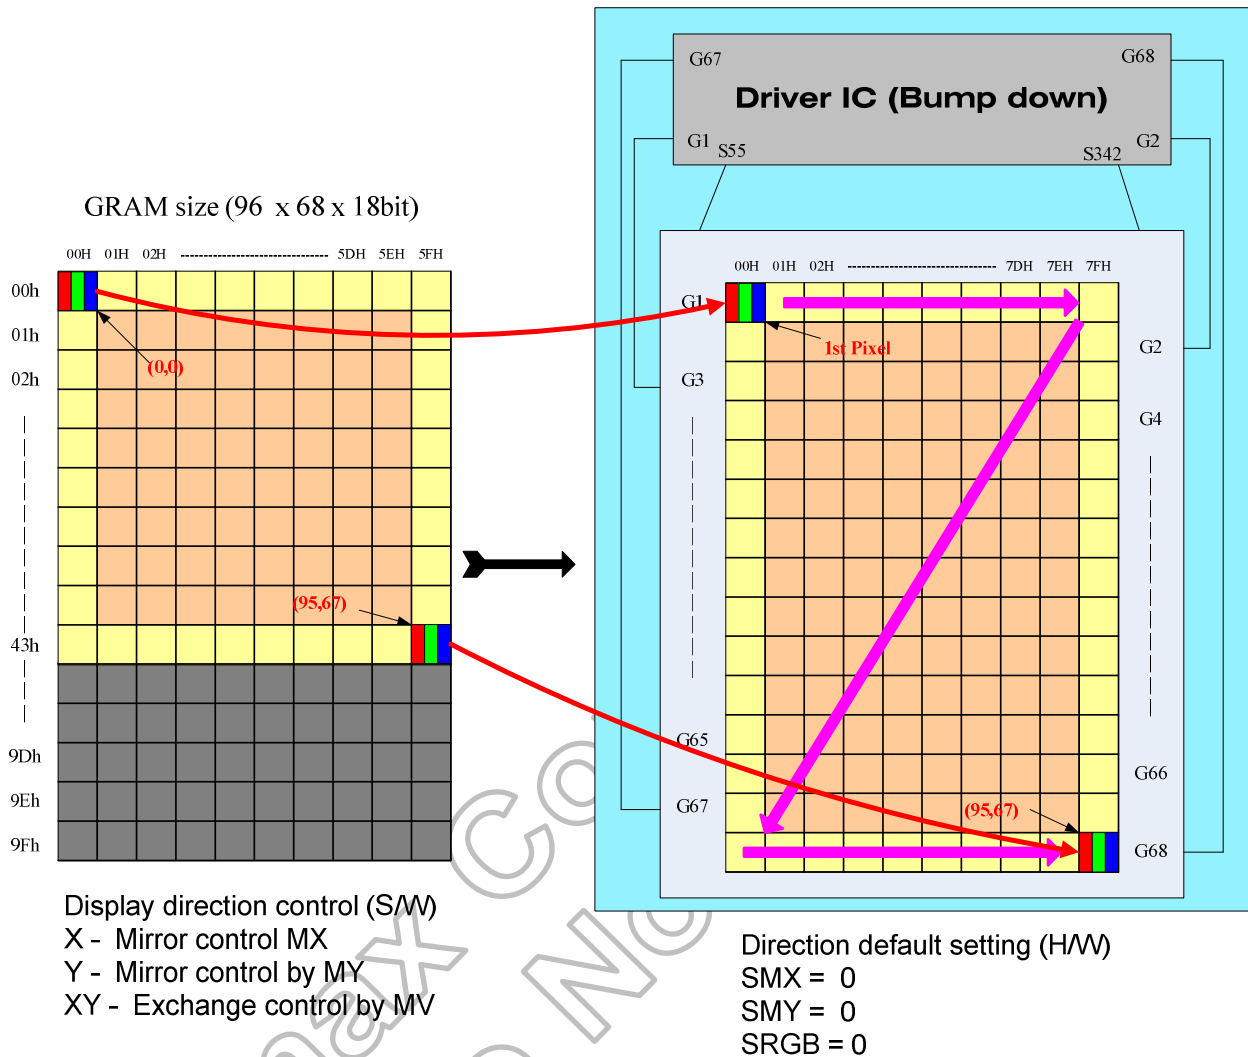 G67
G68
Driver IC (Bump down)
G1
S55
S342
G2
GRAM size (96 x 68 x 18bit)
00H 01H 02H 5DH 5EH 5FH
00h
01h
02h
43h
9Dh
9Eh
9Fh
(0,0)
(95,67)
00H 01H 02H 7DH 7EH 7FH
G1
1st Pixel
G2
G3
G4
G65
G66
G67
(95,67)
G68
Display direction control (S/W)
X - Mirror control MX
Y - Mirror control by MY
XY - Exchange control by MV
Direction default setting (H/W)
SMX = 0
SMY = 0
SRGB = 0